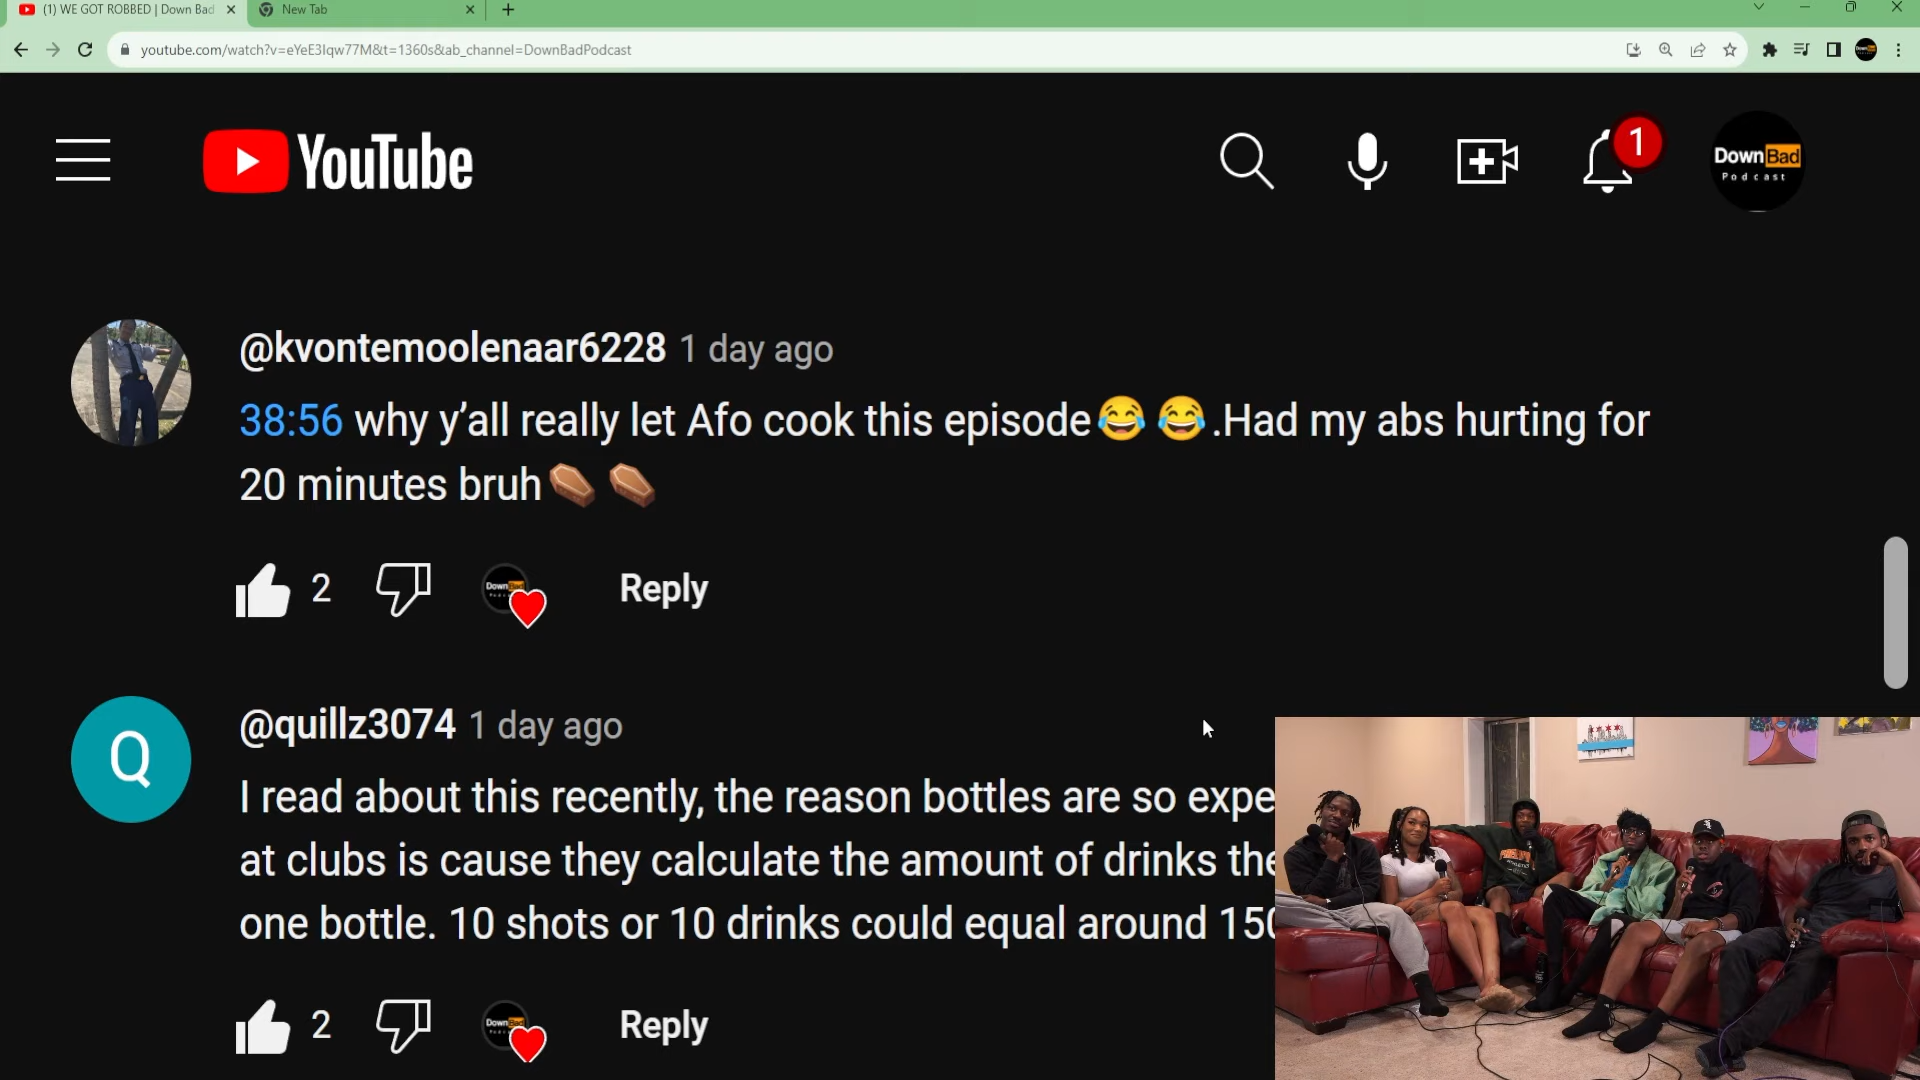 (1) WE GOT ROBBED | Down Bad
New Tab
youtube.com/watch?v=eYeE3Iqw77M&t=1360s&ab_channel=DownBadPodcast
YouTube
1
DownBad
Podcast
@kvontemoolenaar6228 1 day ago
38:56 why y’all really let Afo cook this episode😂😂.Had my abs hurting for
20 minutes bruh⚰️⚰️
2
Reply
Q
@quillz3074 1 day ago
I read about this recently, the reason bottles are so expe
at clubs is cause they calculate the amount of drinks the
one bottle. 10 shots or 10 drinks could equal around 150
2
Reply